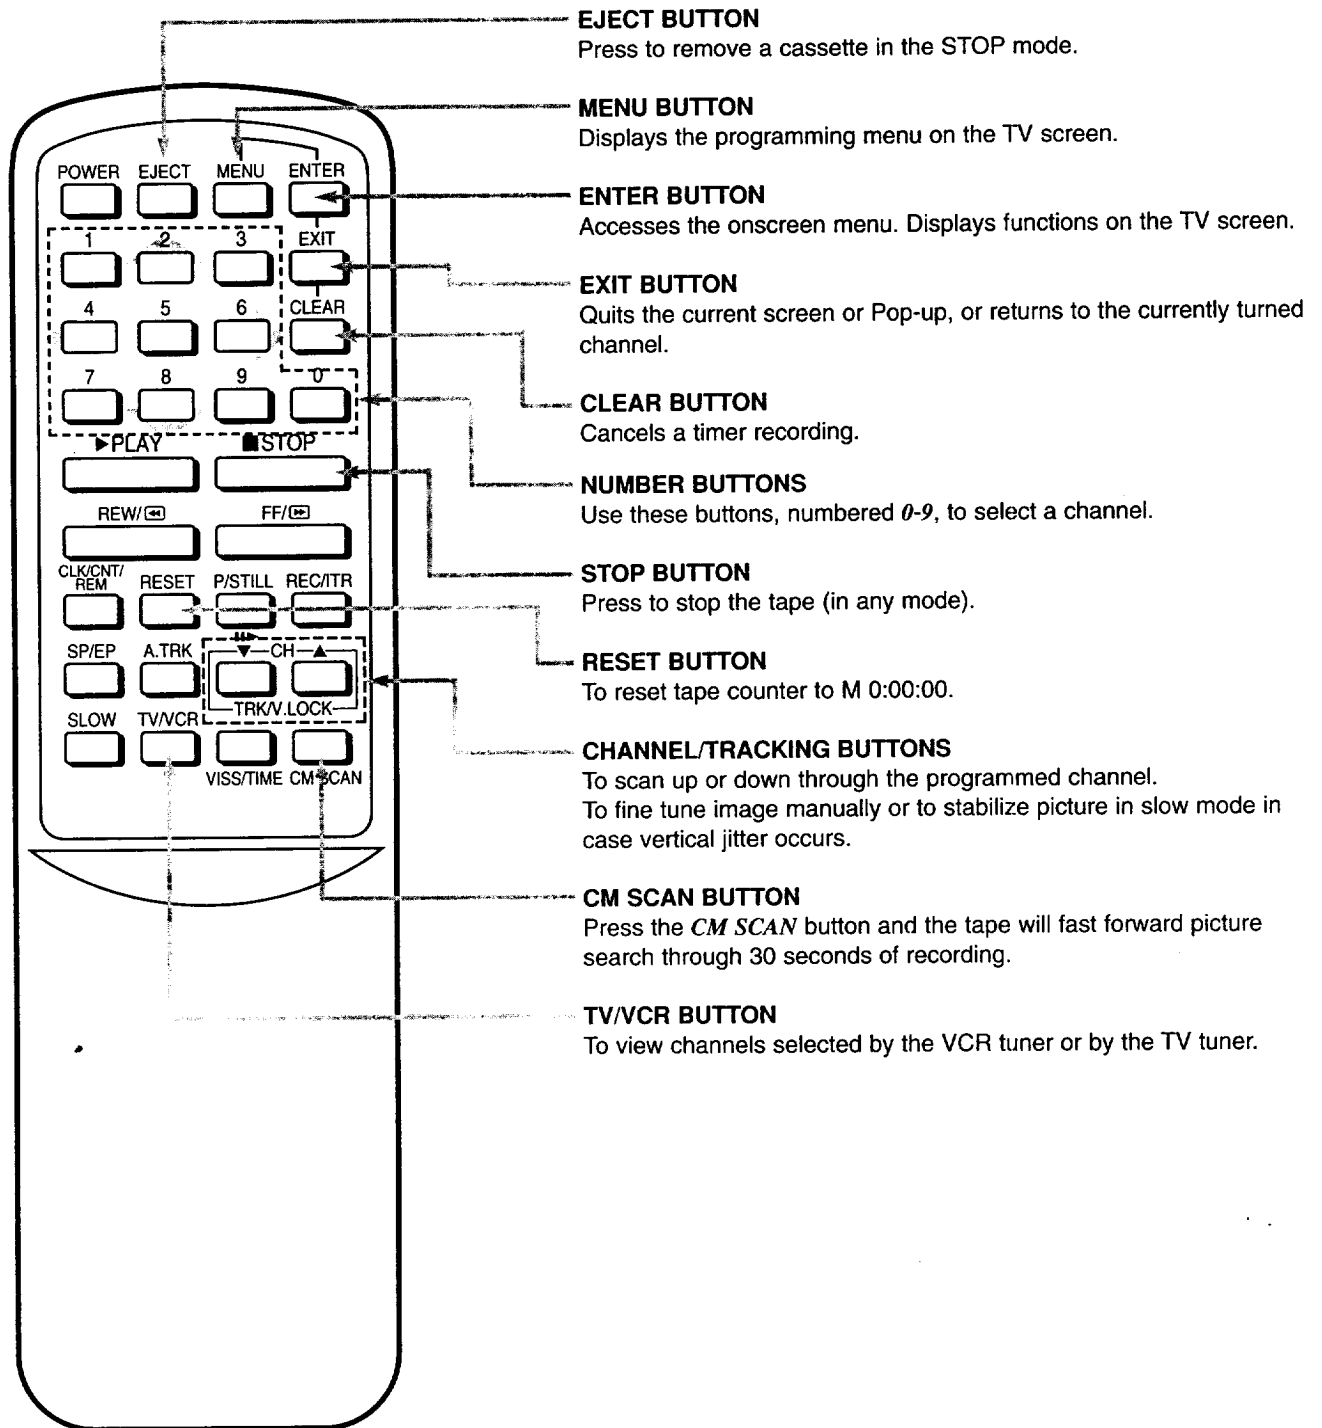 EJECT BUTTON
Press to remove a cassette in the STOP mode.
MENU BUTTON
Displays the programming menu on the TV screen.
ENTER BUTTON
Accesses the onscreen menu. Displays functions on the TV screen.
EXIT BUTTON
Quits the current screen or Pop-up, or returns to the currently turned
channel.
CLEAR BUTTON
Cancels a timer recording.
NUMBER BUTTONS
Use these buttons, numbered 0-9, to select a channel.
STOP BUTTON
Press to stop the tape (in any mode).
RESET BUTTON
To reset tape counter to M 0:00:00.
CHANNEL/TRACKING BUTTONS
To scan up or down through the programmed channel.
To fine tune image manually or to stabilize picture in slow mode in
case vertical jitter occurs.
CM SCAN BUTTON
Press the CM SCAN button and the tape will fast forward picture
search through 30 seconds of recording.
TV/VCR BUTTON
To view channels selected by the VCR tuner or by the TV tuner.
POWER EJECT MENU ENTER
1 2 3 EXIT
4 5 6 CLEAR
7 8 9 0
▶PLAY ■STOP
REW/◀◀ FF/▶▶
CLK/CNT/
REM RESET P/STILL REC/ITR
SP/EP A.TRK ▼ CH ▲
TRK/V.LOCK
SLOW TV/VCR
VISS/TIME CM SCAN